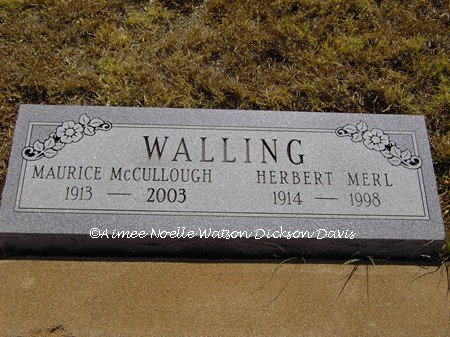 WALLING
MAURICE McCULLOUGH HERBERT MERL
1913 — 2003 1914 — 1998
©Aimee Noelle Watson Dickson Davis